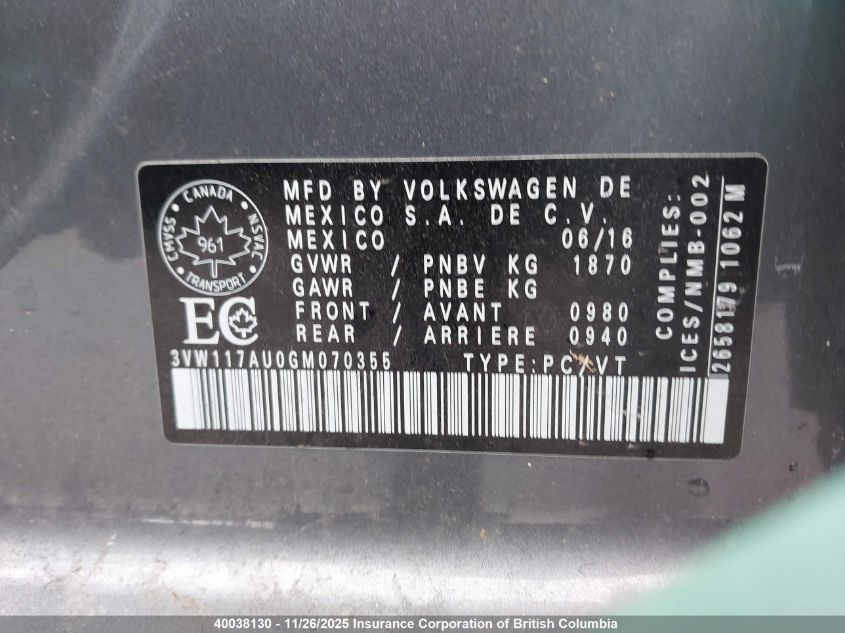 CANADA
CMVSS
NSVAC
961
TRANSPORT
EC
MFD BY VOLKSWAGEN DE
MEXICO S.A. DE C.V.
MEXICO 06/16
GVWR / PNBV KG 1870
GAWR / PNBE KG
FRONT / AVANT 0980
REAR / ARRIERE 0940
3VW117AU0GM070355 TYPE:PC/VT
COMPLIES:
ICES/NMB-002
2658179 1062 M
40038130 - 11/26/2025 Insurance Corporation of British Columbia